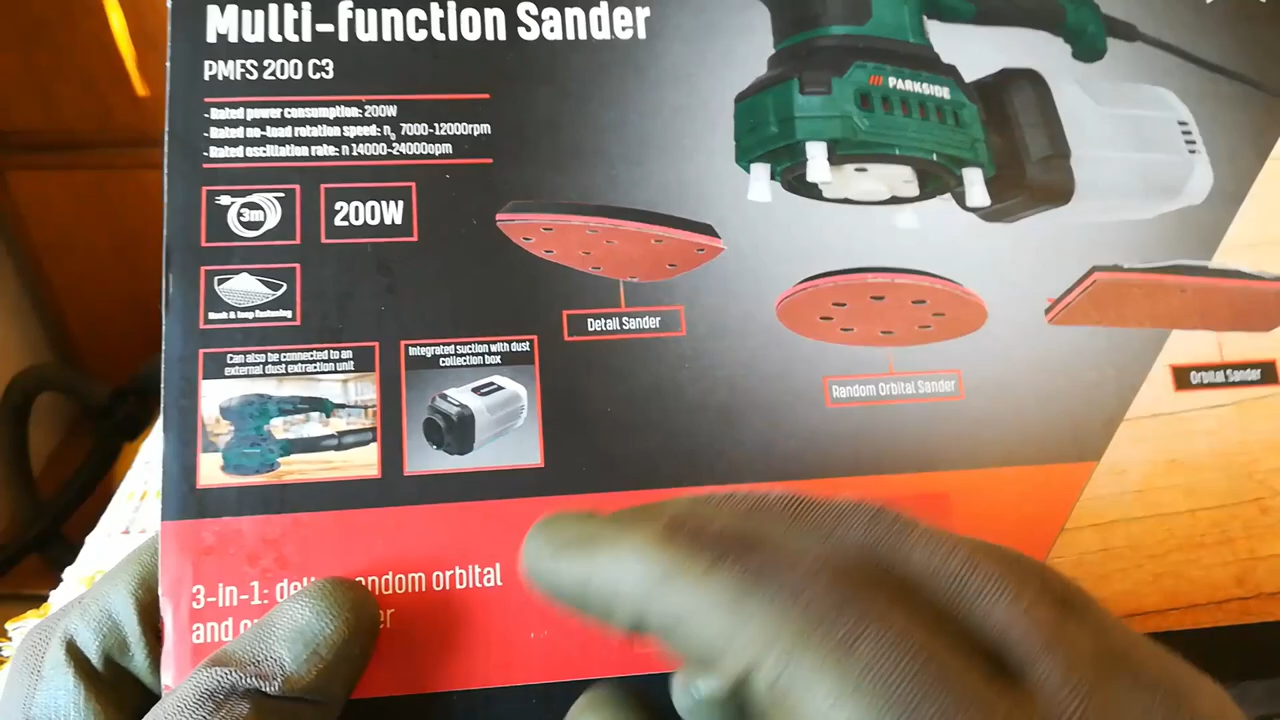 Multi-function Sander
PMFS 200 C3
- Rated power consumption: 200W
- Rated no-load rotation speed: n₀ 7000-12000rpm
- Rated oscillation rate: n 14000-24000opm
/// PARKSIDE
3m
200W
Hook & loop fastening
Detail Sander
Random Orbital Sander
Orbital Sander
Can also be connected to an
external dust extraction unit
Integrated suction with dust
collection box
3-in-1: random orbital
and